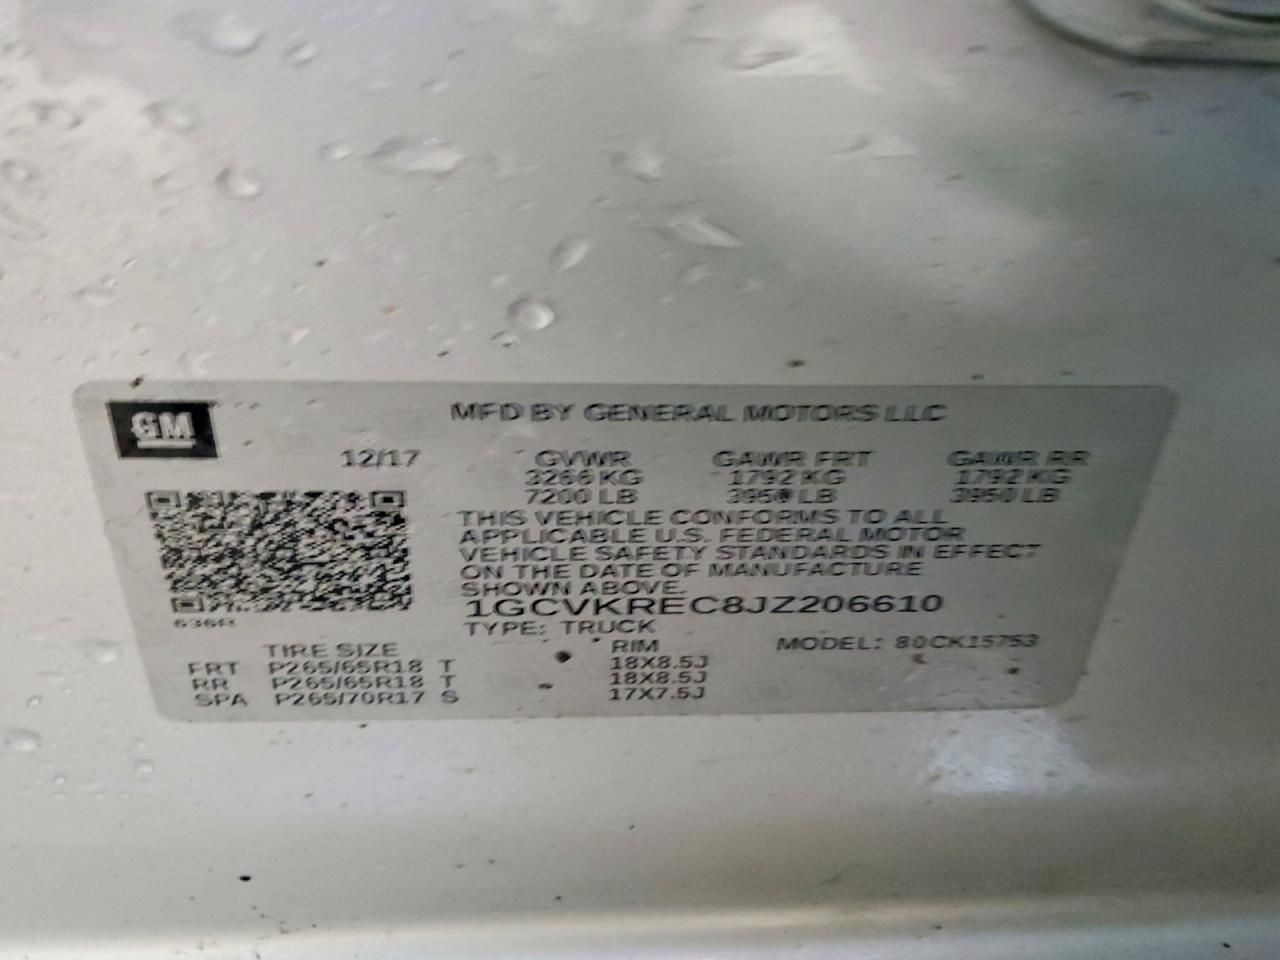 GM
MFD BY GENERAL MOTORS LLC
12/17 GVWR GAWR FRT GAWR RR
3266 KG 1792 KG 1792 KG
7200 LB 3950 LB 3950 LB
THIS VEHICLE CONFORMS TO ALL
APPLICABLE U.S. FEDERAL MOTOR
VEHICLE SAFETY STANDARDS IN EFFECT
ON THE DATE OF MANUFACTURE
SHOWN ABOVE.
1GCVKREC8JZ206610
TYPE: TRUCK
MODEL: 80CK15753
TIRE SIZE RIM
FRT P265/65R18 T 18X8.5J
RR P265/65R18 T 18X8.5J
SPA P265/70R17 S 17X7.5J